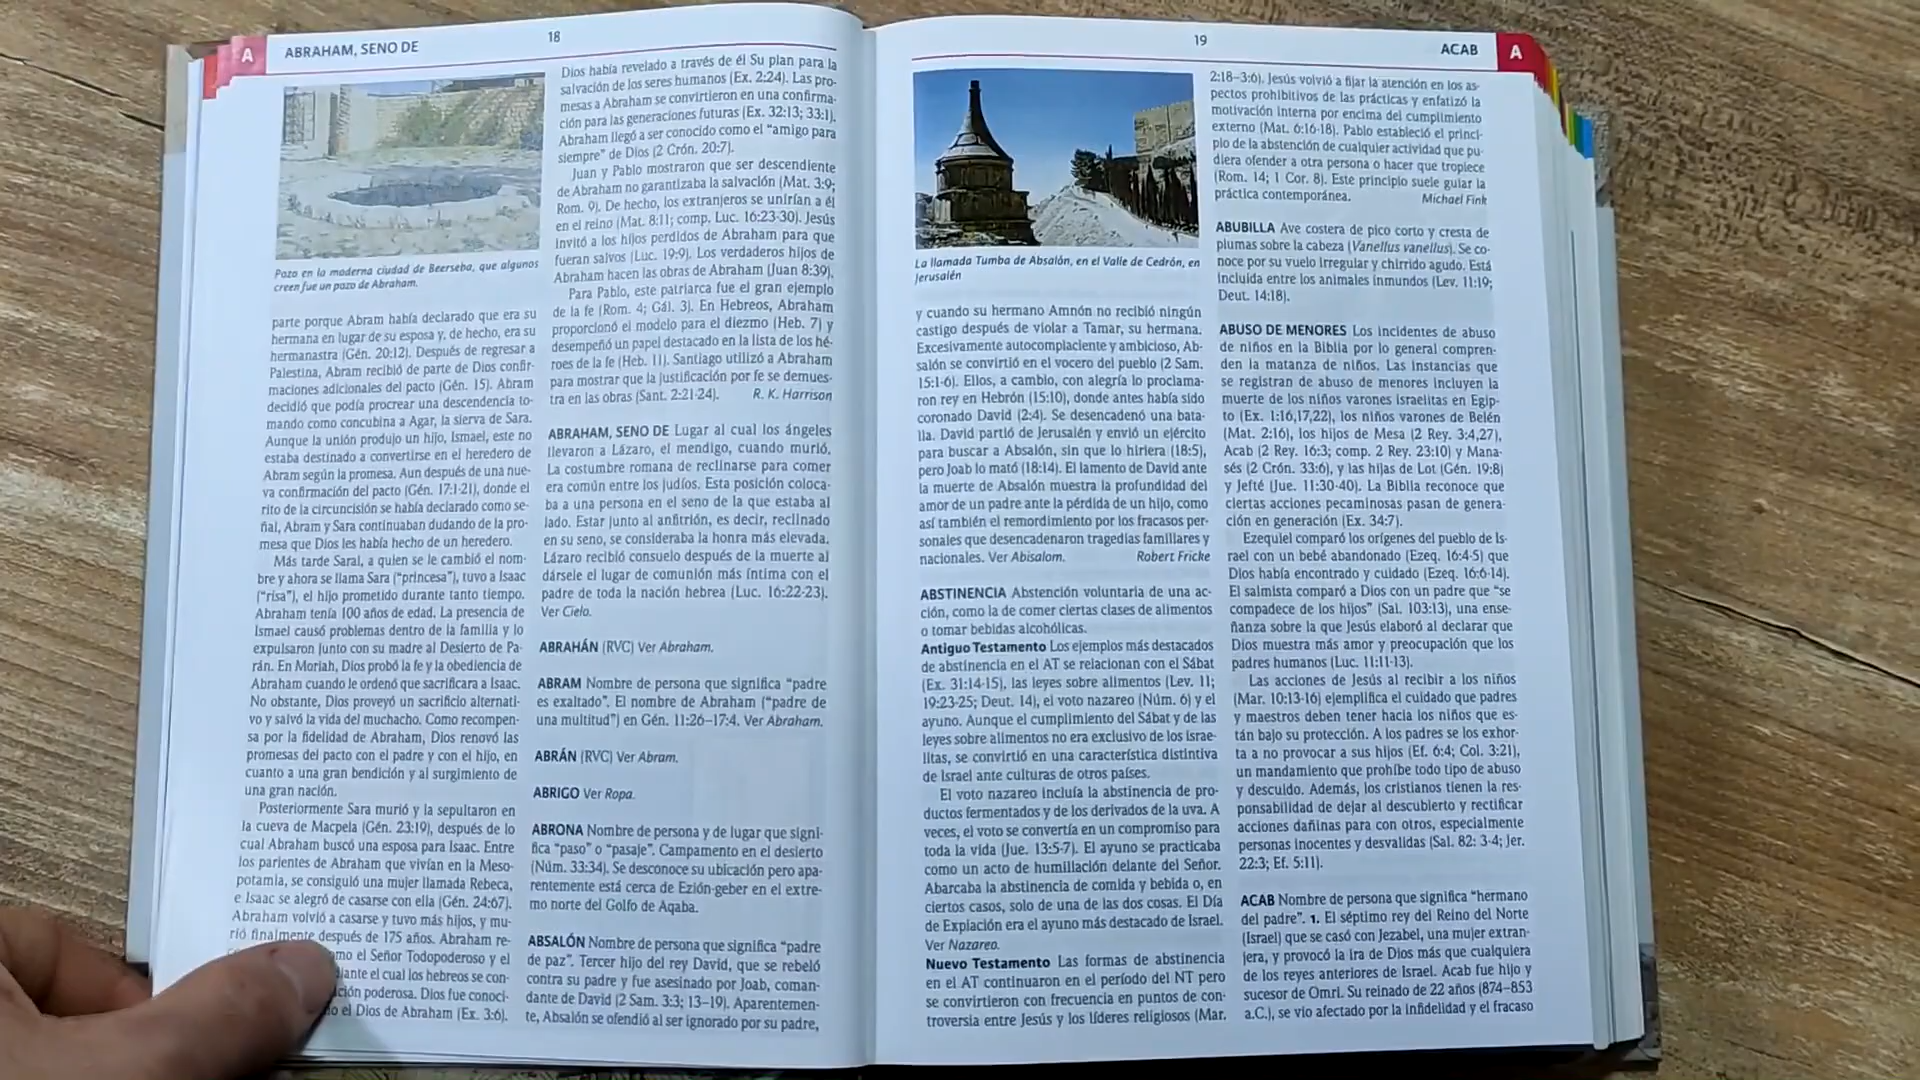 A
ABRAHAM, SENO DE
18
Pozo en la moderna ciudad de Beerseba, que algunos
creen fue un pozo de Abraham.
parte porque Abram había declarado que era su
hermana en lugar de su esposa y, de hecho, era su
hermanastra (Gén. 20:12). Después de regresar a
Palestina, Abram recibió de parte de Dios confir-
maciones adicionales del pacto (Gén. 15). Abram
decidió que podía procrear una descendencia to-
mando como concubina a Agar, la sierva de Sara.
Aunque la unión produjo un hijo, Ismael, este no
estaba destinado a convertirse en el heredero de
Abram según la promesa. Aun después de una nue-
va confirmación del pacto (Gén. 17:1-21), donde el
rito de la circuncisión se había declarado como se-
ñal, Abram y Sara continuaban dudando de la pro-
mesa que Dios les había hecho de un heredero.
Más tarde Sarai, a quien se le cambió el nom-
bre y ahora se llama Sara (“princesa”), tuvo a Isaac
(“risa”), el hijo prometido durante tanto tiempo.
Abraham tenía 100 años de edad. La presencia de
Ismael causó problemas dentro de la familia y lo
expulsaron junto con su madre al Desierto de Pa-
rán. En Moriah, Dios probó la fe y la obediencia de
Abraham cuando le ordenó que sacrificara a Isaac.
No obstante, Dios proveyó un sacrificio alternati-
vo y salvó la vida del muchacho. Como recompen-
sa por la fidelidad de Abraham, Dios renovó las
promesas del pacto con el padre y con el hijo, en
cuanto a una gran bendición y al surgimiento de
una gran nación.
Posteriormente Sara murió y la sepultaron en
la cueva de Macpela (Gén. 23:19), después de lo
cual Abraham buscó una esposa para Isaac. Entre
los parientes de Abraham que vivían en la Meso-
potamia, se consiguió una mujer llamada Rebeca,
e Isaac se alegró de casarse con ella (Gén. 24:67).
Abraham volvió a casarse y tuvo más hijos, y mu-
rió finalmente después de 175 años. Abraham re-
el Señor Todopoderoso y el
el cual los hebreos se con-
poderosa. Dios fue conoci-
el Dios de Abraham (Ex. 3:6).
Dios había revelado a través de él Su plan para la
salvación de los seres humanos (Ex. 2:24). Las pro-
mesas a Abraham se convirtieron en una confirma-
ción para las generaciones futuras (Ex. 32:13; 33:1).
Abraham llegó a ser conocido como el “amigo para
siempre” de Dios (2 Crón. 20:7).
Juan y Pablo mostraron que ser descendiente
de Abraham no garantizaba la salvación (Mat. 3:9;
Rom. 9). De hecho, los extranjeros se unirían a él
en el reino (Mat. 8:11; comp. Luc. 16:23-30). Jesús
invitó a los hijos perdidos de Abraham para que
fueran salvos (Luc. 19:9). Los verdaderos hijos de
Abraham hacen las obras de Abraham (Juan 8:39).
Para Pablo, este patriarca fue el gran ejemplo
de la fe (Rom. 4; Gál. 3). En Hebreos, Abraham
proporcionó el modelo para el diezmo (Heb. 7) y
desempeñó un papel destacado en la lista de los hé-
roes de la fe (Heb. 11). Santiago utilizó a Abraham
para mostrar que la justificación por fe se demues-
tra en las obras (Sant. 2:21-24). R. K. Harrison
ABRAHAM, SENO DE Lugar al cual los ángeles
llevaron a Lázaro, el mendigo, cuando murió.
La costumbre romana de reclinarse para comer
era común entre los judíos. Esta posición coloca-
ba a una persona en el seno de la que estaba al
lado. Estar junto al anfitrión, es decir, reclinado
en su seno, se consideraba la honra más elevada.
Lázaro recibió consuelo después de la muerte al
dársele el lugar de comunión más íntima con el
padre de toda la nación hebrea (Luc. 16:22-23).
Ver Cielo.
ABRAHÁN (RVC) Ver Abraham.
ABRAM Nombre de persona que significa “padre
es exaltado”. El nombre de Abraham (“padre de
una multitud”) en Gén. 11:26–17:4. Ver Abraham.
ABRÁN (RVC) Ver Abram.
ABRIGO Ver Ropa.
ABRONA Nombre de persona y de lugar que signi-
fica “paso” o “pasaje”. Campamento en el desierto
(Núm. 33:34). Se desconoce su ubicación pero apa-
rentemente está cerca de Ezión-geber en el extre-
mo norte del Golfo de Aqaba.
ABSALÓN Nombre de persona que significa “padre
de paz”. Tercer hijo del rey David, que se rebeló
contra su padre y fue asesinado por Joab, coman-
dante de David (2 Sam. 3:3; 13–19). Aparentemen-
te, Absalón se ofendió al ser ignorado por su padre,
19
ACAB
A
La llamada Tumba de Absalón, en el Valle de Cedrón, en
Jerusalén
y cuando su hermano Amnón no recibió ningún
castigo después de violar a Tamar, su hermana.
Excesivamente autocomplaciente y ambicioso, Ab-
salón se convirtió en el vocero del pueblo (2 Sam.
15:1-6). Ellos, a cambio, con alegría lo proclama-
ron rey en Hebrón (15:10), donde antes había sido
coronado David (2:4). Se desencadenó una bata-
lla. David partió de Jerusalén y envió un ejército
para buscar a Absalón, sin que lo hiriera (18:5),
pero Joab lo mató (18:14). El lamento de David ante
la muerte de Absalón muestra la profundidad del
amor de un padre ante la pérdida de un hijo, como
así también el remordimiento por los fracasos per-
sonales que desencadenaron tragedias familiares y
nacionales. Ver Abisalom. Robert Fricke
ABSTINENCIA Abstención voluntaria de una ac-
ción, como la de comer ciertas clases de alimentos
o tomar bebidas alcohólicas.
Antiguo Testamento Los ejemplos más destacados
de abstinencia en el AT se relacionan con el Sábat
(Ex. 31:14-15), las leyes sobre alimentos (Lev. 11;
19:23-25; Deut. 14), el voto nazareo (Núm. 6) y el
ayuno. Aunque el cumplimiento del Sábat y de las
leyes sobre alimentos no era exclusivo de los israe-
litas, se convirtió en una característica distintiva
de Israel ante culturas de otros países.
El voto nazareo incluía la abstinencia de pro-
ductos fermentados y de los derivados de la uva. A
veces, el voto se convertía en un compromiso para
toda la vida (Jue. 13:5-7). El ayuno se practicaba
como un acto de humillación delante del Señor.
Abarcaba la abstinencia de comida y bebida o, en
ciertos casos, solo de una de las dos cosas. El Día
de Expiación era el ayuno más destacado de Israel.
Ver Nazareo.
Nuevo Testamento Las formas de abstinencia
en el AT continuaron en el período del NT pero
se convirtieron con frecuencia en puntos de con-
troversia entre Jesús y los líderes religiosos (Mar.
2:18–3:6). Jesús volvió a fijar la atención en los as-
pectos prohibitivos de las prácticas y enfatizó la
motivación interna por encima del cumplimiento
externo (Mat. 6:16-18). Pablo estableció el princi-
pio de la abstención de cualquier actividad que pu-
diera ofender a otra persona o hacer que tropiece
(Rom. 14; 1 Cor. 8). Este principio suele guiar la
práctica contemporánea. Michael Fink
ABUBILLA Ave costera de pico corto y cresta de
plumas sobre la cabeza (Vanellus vanellus). Se co-
noce por su vuelo irregular y chirrido agudo. Está
incluida entre los animales inmundos (Lev. 11:19;
Deut. 14:18).
ABUSO DE MENORES Los incidentes de abuso
de niños en la Biblia por lo general compren-
den la matanza de niños. Las instancias que
se registran de abuso de menores incluyen la
muerte de los niños varones israelitas en Egip-
to (Ex. 1:16,17,22), los niños varones de Belén
(Mat. 2:16), los hijos de Mesa (2 Rey. 3:4,27),
Acab (2 Rey. 16:3; comp. 2 Rey. 23:10) y Mana-
sés (2 Crón. 33:6), y las hijas de Lot (Gén. 19:8)
y Jefté (Jue. 11:30-40). La Biblia reconoce que
ciertas acciones pecaminosas pasan de genera-
ción en generación (Ex. 34:7).
Ezequiel comparó los orígenes del pueblo de Is-
rael con un bebé abandonado (Ezeq. 16:4-5) que
Dios había encontrado y cuidado (Ezeq. 16:6-14).
El salmista comparó a Dios con un padre que “se
compadece de los hijos” (Sal. 103:13), una ense-
ñanza sobre la que Jesús elaboró al declarar que
Dios muestra más amor y preocupación que los
padres humanos (Luc. 11:11-13).
Las acciones de Jesús al recibir a los niños
(Mar. 10:13-16) ejemplifica el cuidado que padres
y maestros deben tener hacia los niños que es-
tán bajo su protección. A los padres se los exhor-
ta a no provocar a sus hijos (Ef. 6:4; Col. 3:21),
un mandamiento que prohíbe todo tipo de abuso
y descuido. Además, los cristianos tienen la res-
ponsabilidad de dejar al descubierto y rectificar
acciones dañinas para con otros, especialmente
personas inocentes y desvalidas (Sal. 82: 3-4; Jer.
22:3; Ef. 5:11).
ACAB Nombre de persona que significa “hermano
del padre”. 1. El séptimo rey del Reino del Norte
(Israel) que se casó con Jezabel, una mujer extran-
jera, y provocó la ira de Dios más que cualquiera
de los reyes anteriores de Israel. Acab fue hijo y
sucesor de Omri. Su reinado de 22 años (874–853
a.C.), se vio afectado por la infidelidad y el fracaso